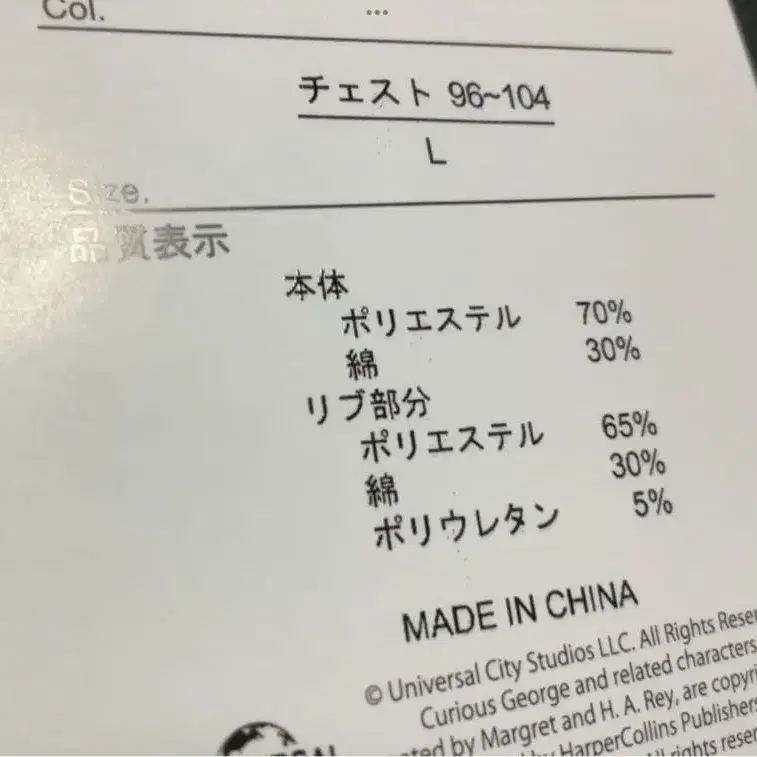 Col.
チェスト 96~104
L
Size.
品質表示
本体
ポリエステル 70%
綿 30%
リブ部分
ポリエステル 65%
綿 30%
ポリウレタン 5%
MADE IN CHINA
© Universal City Studios LLC. All Rights
Curious George and related characters
by Margret and H. A. Rey, are
HarperCollins Publishers
rights